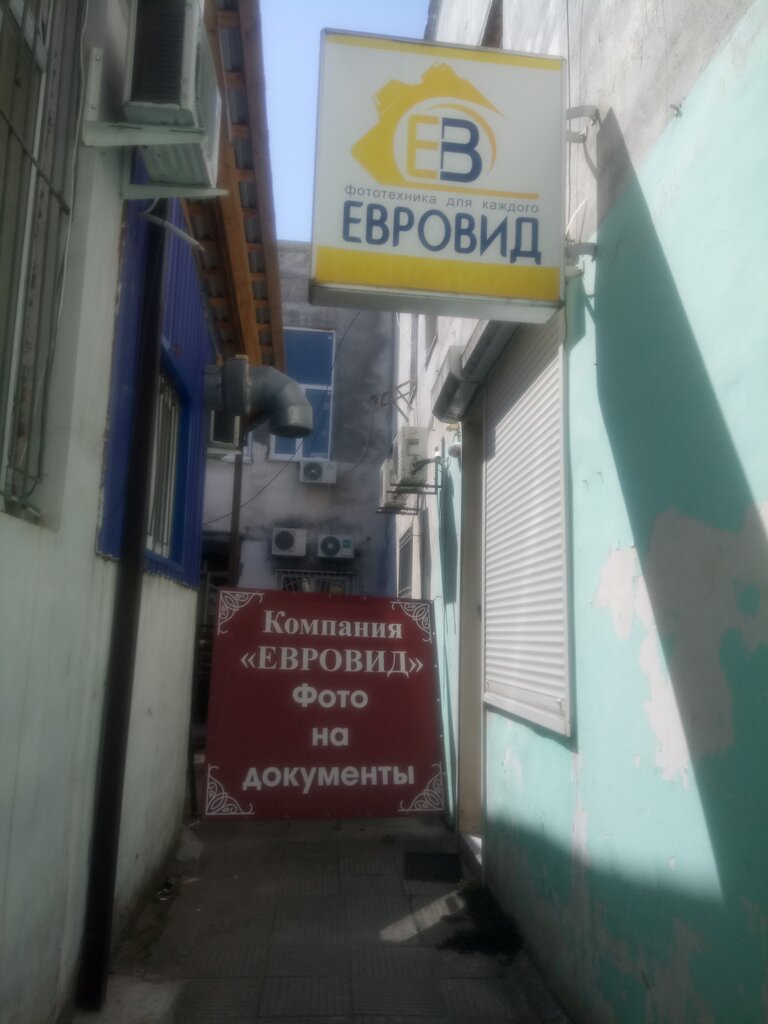 ЕВ
фототехника для каждого
ЕВРОВИД
Компания
«ЕВРОВИД»
Фото
на
документы